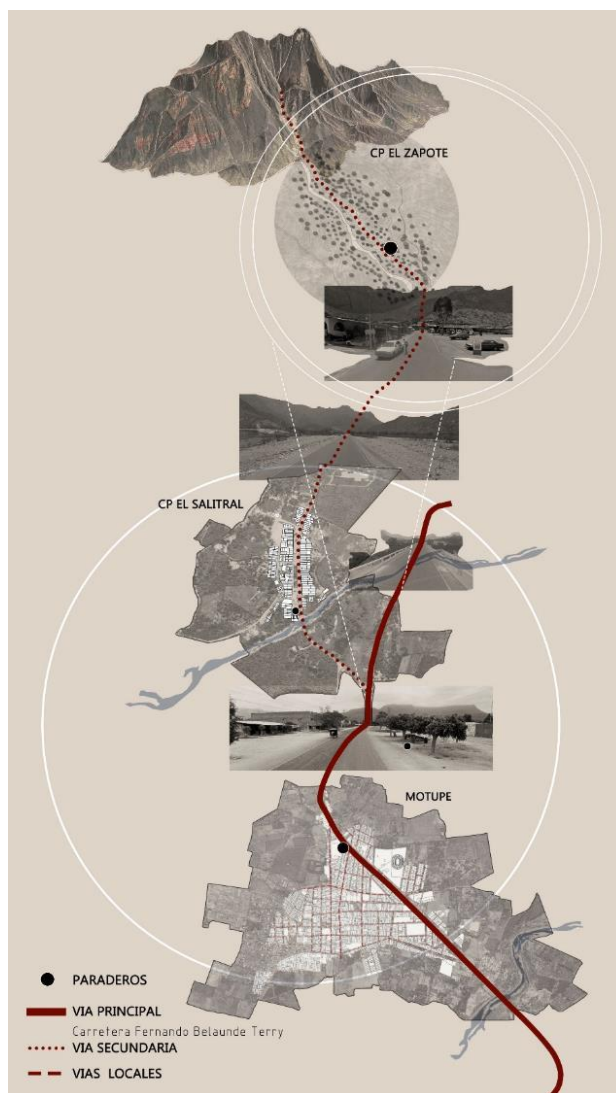 CP EL ZAPOTE
CP EL SALITRAL
MOTUPE
PARADEROS
VIA PRINCIPAL
Carretera Fernando Belaunde Terry
VIA SECUNDARIA
VIAS LOCALES